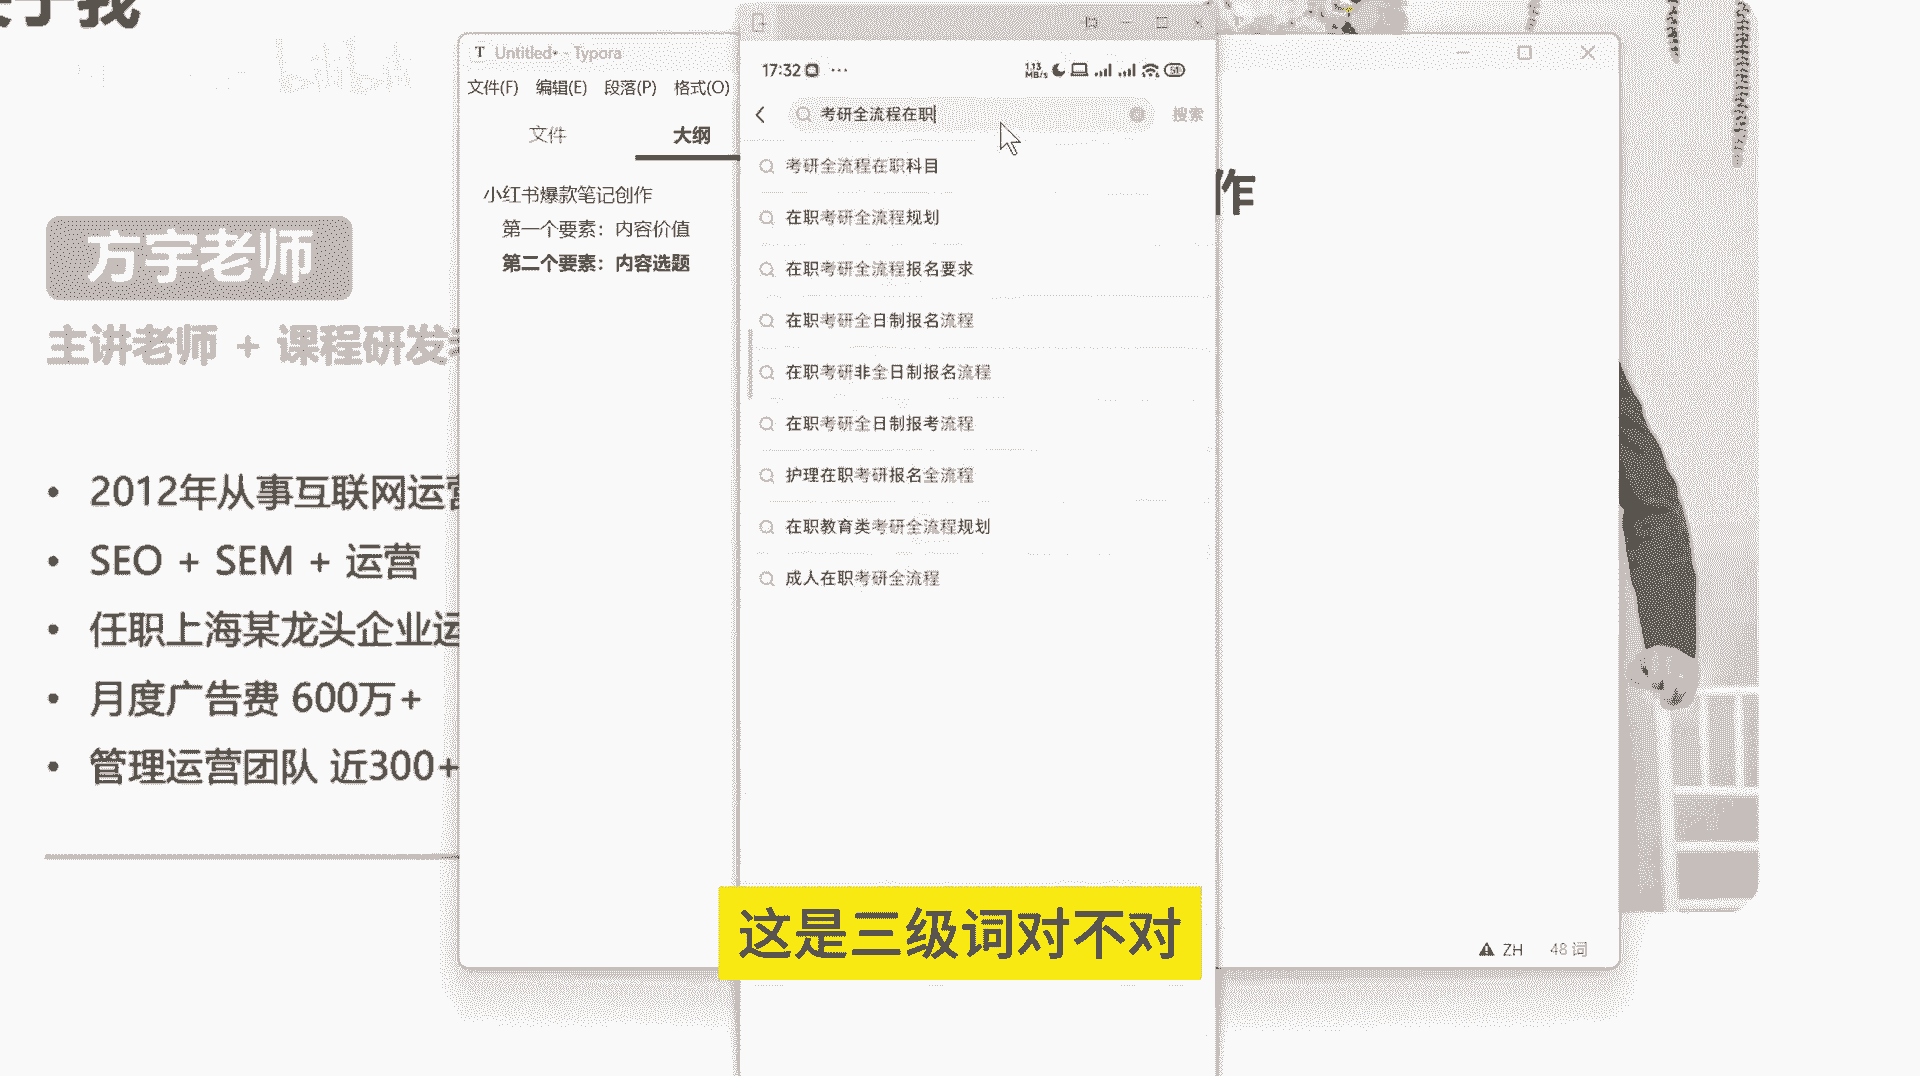 于我
bilibili
方宇老师
主讲老师 + 课程研发
2012年从事互联网运营
SEO + SEM + 运营
任职上海某龙头企业运
月度广告费 600万+
管理运营团队 近300+
T Untitled• - Typora
文件(F) 编辑(E) 段落(P) 格式(O)
文件 大纲
小红书爆款笔记创作
第一个要素：内容价值
第二个要素：内容选题
17:32
1.13 MB/s
51
考研全流程在职 搜索
考研全流程在职科目
在职考研全流程规划
在职考研全流程报名要求
在职考研全日制报名流程
在职考研非全日制报名流程
在职考研全日制报考流程
护理在职考研报名全流程
在职教育类考研全流程规划
成人在职考研全流程
作
这是三级词对不对
ZH 48 词